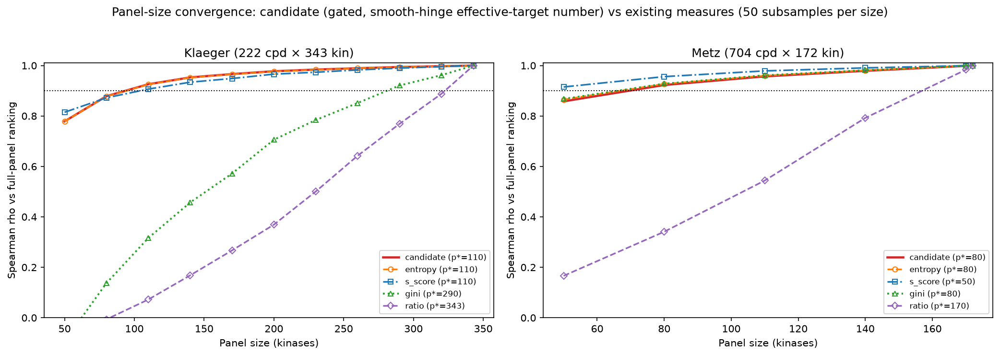 Panel-size convergence: candidate (gated, smooth-hinge effective-target number) vs existing measures (50 subsamples per size)
Klaeger (222 cpd × 343 kin)
1.0
0.8
0.6
0.4
0.2
0.0
Spearman rho vs full-panel ranking
50
100
150
200
250
300
350
Panel size (kinases)
candidate (p*=110)
entropy (p*=110)
s_score (p*=110)
gini (p*=290)
ratio (p*=343)
Metz (704 cpd × 172 kin)
1.0
0.8
0.6
0.4
0.2
0.0
Spearman rho vs full-panel ranking
60
80
100
120
140
160
Panel size (kinases)
candidate (p*=80)
entropy (p*=80)
s_score (p*=50)
gini (p*=80)
ratio (p*=170)